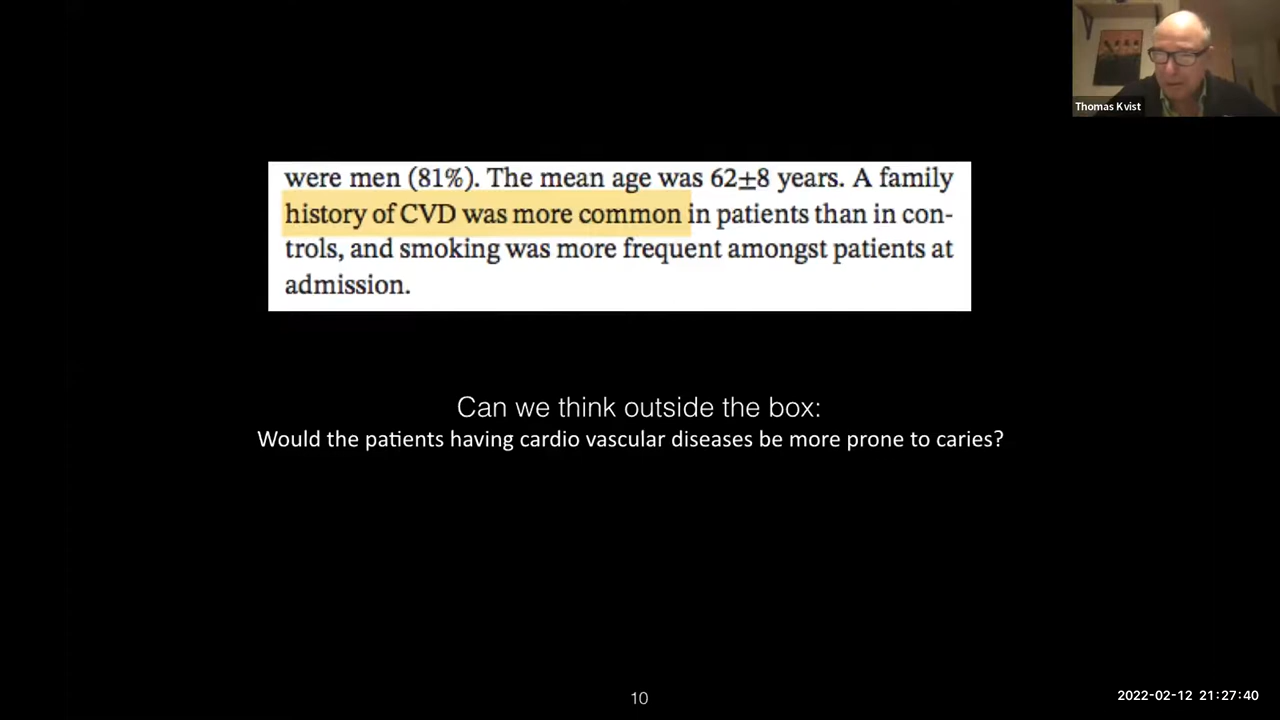 Thomas Kvist
were men (81%). The mean age was 62±8 years. A family
history of CVD was more common in patients than in con-
trols, and smoking was more frequent amongst patients at
admission.
Can we think outside the box:
Would the patients having cardio vascular diseases be more prone to caries?
10
2022-02-12 21:27:40